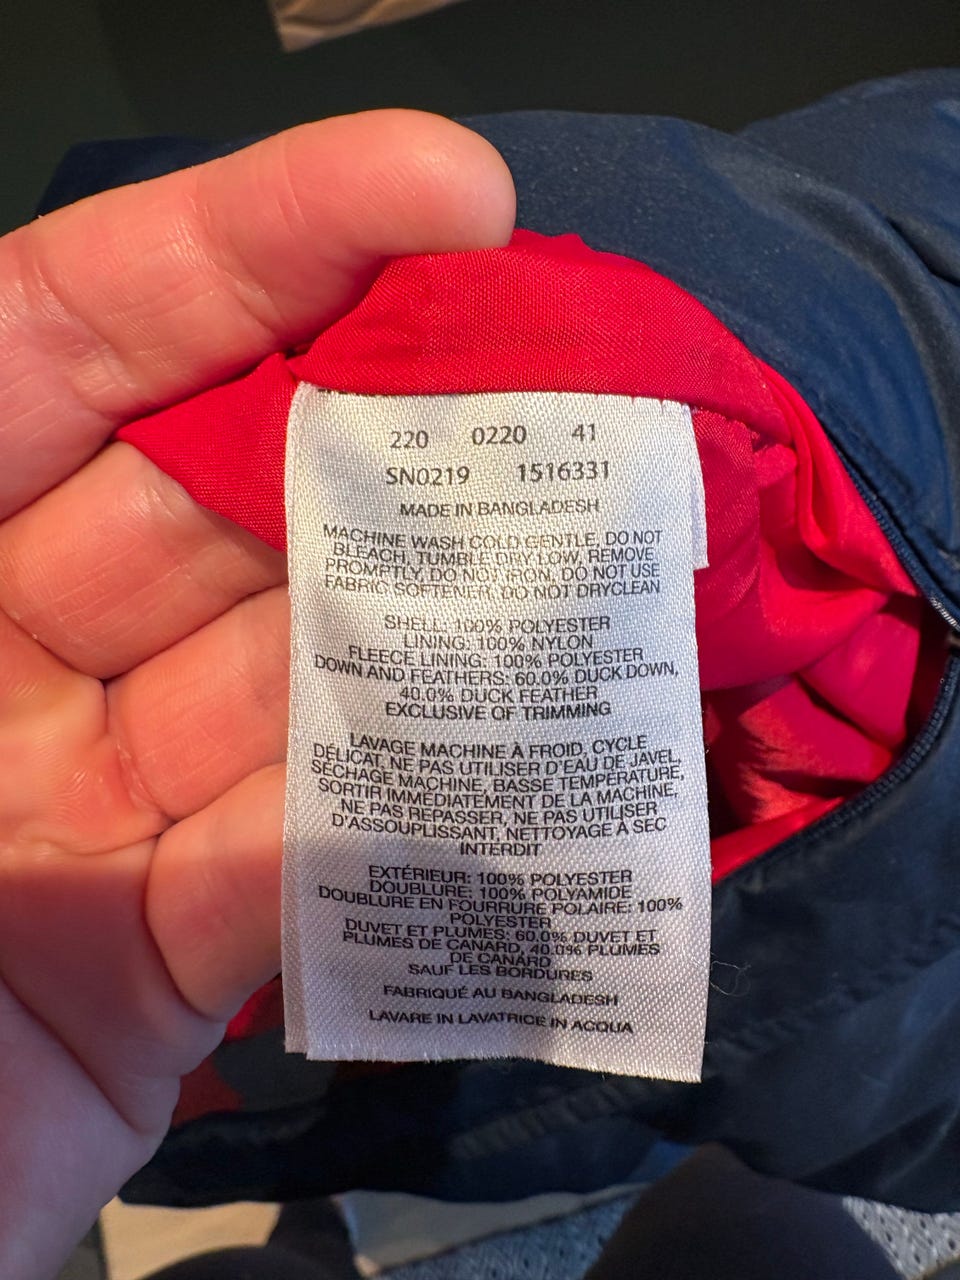 220 0220 41
SN0219 1516331
MADE IN BANGLADESH
MACHINE WASH COLD GENTLE, DO NOT
BLEACH, TUMBLE DRY LOW, REMOVE
PROMPTLY, DO NOT IRON, DO NOT USE
FABRIC SOFTENER, DO NOT DRYCLEAN
SHELL: 100% POLYESTER
LINING: 100% NYLON
FLEECE LINING: 100% POLYESTER
DOWN AND FEATHERS: 60.0% DUCK DOWN,
40.0% DUCK FEATHER
EXCLUSIVE OF TRIMMING
LAVAGE MACHINE À FROID, CYCLE
DÉLICAT, NE PAS UTILISER D'EAU DE JAVEL,
SÉCHAGE MACHINE, BASSE TEMPÉRATURE,
SORTIR IMMÉDIATEMENT DE LA MACHINE,
NE PAS REPASSER, NE PAS UTILISER
D'ASSOUPLISSANT, NETTOYAGE À SEC
INTERDIT
EXTÉRIEUR: 100% POLYESTER
DOUBLURE: 100% POLYAMIDE
DOUBLURE EN FOURRURE POLAIRE: 100%
POLYESTER
DUVET ET PLUMES: 60.0% DUVET ET
PLUMES DE CANARD, 40.0% PLUMES
DE CANARD
SAUF LES BORDURES
FABRIQUÉ AU BANGLADESH
LAVARE IN LAVATRICE IN ACQUA